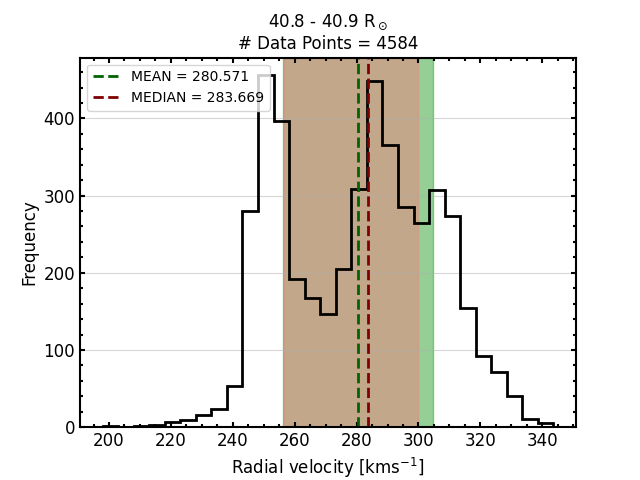 40.8 - 40.9 R⊙
# Data Points = 4584
MEAN = 280.571
MEDIAN = 283.669
400
300
200
100
0
Frequency
200 220 240 260 280 300 320 340
Radial velocity [kms⁻¹]